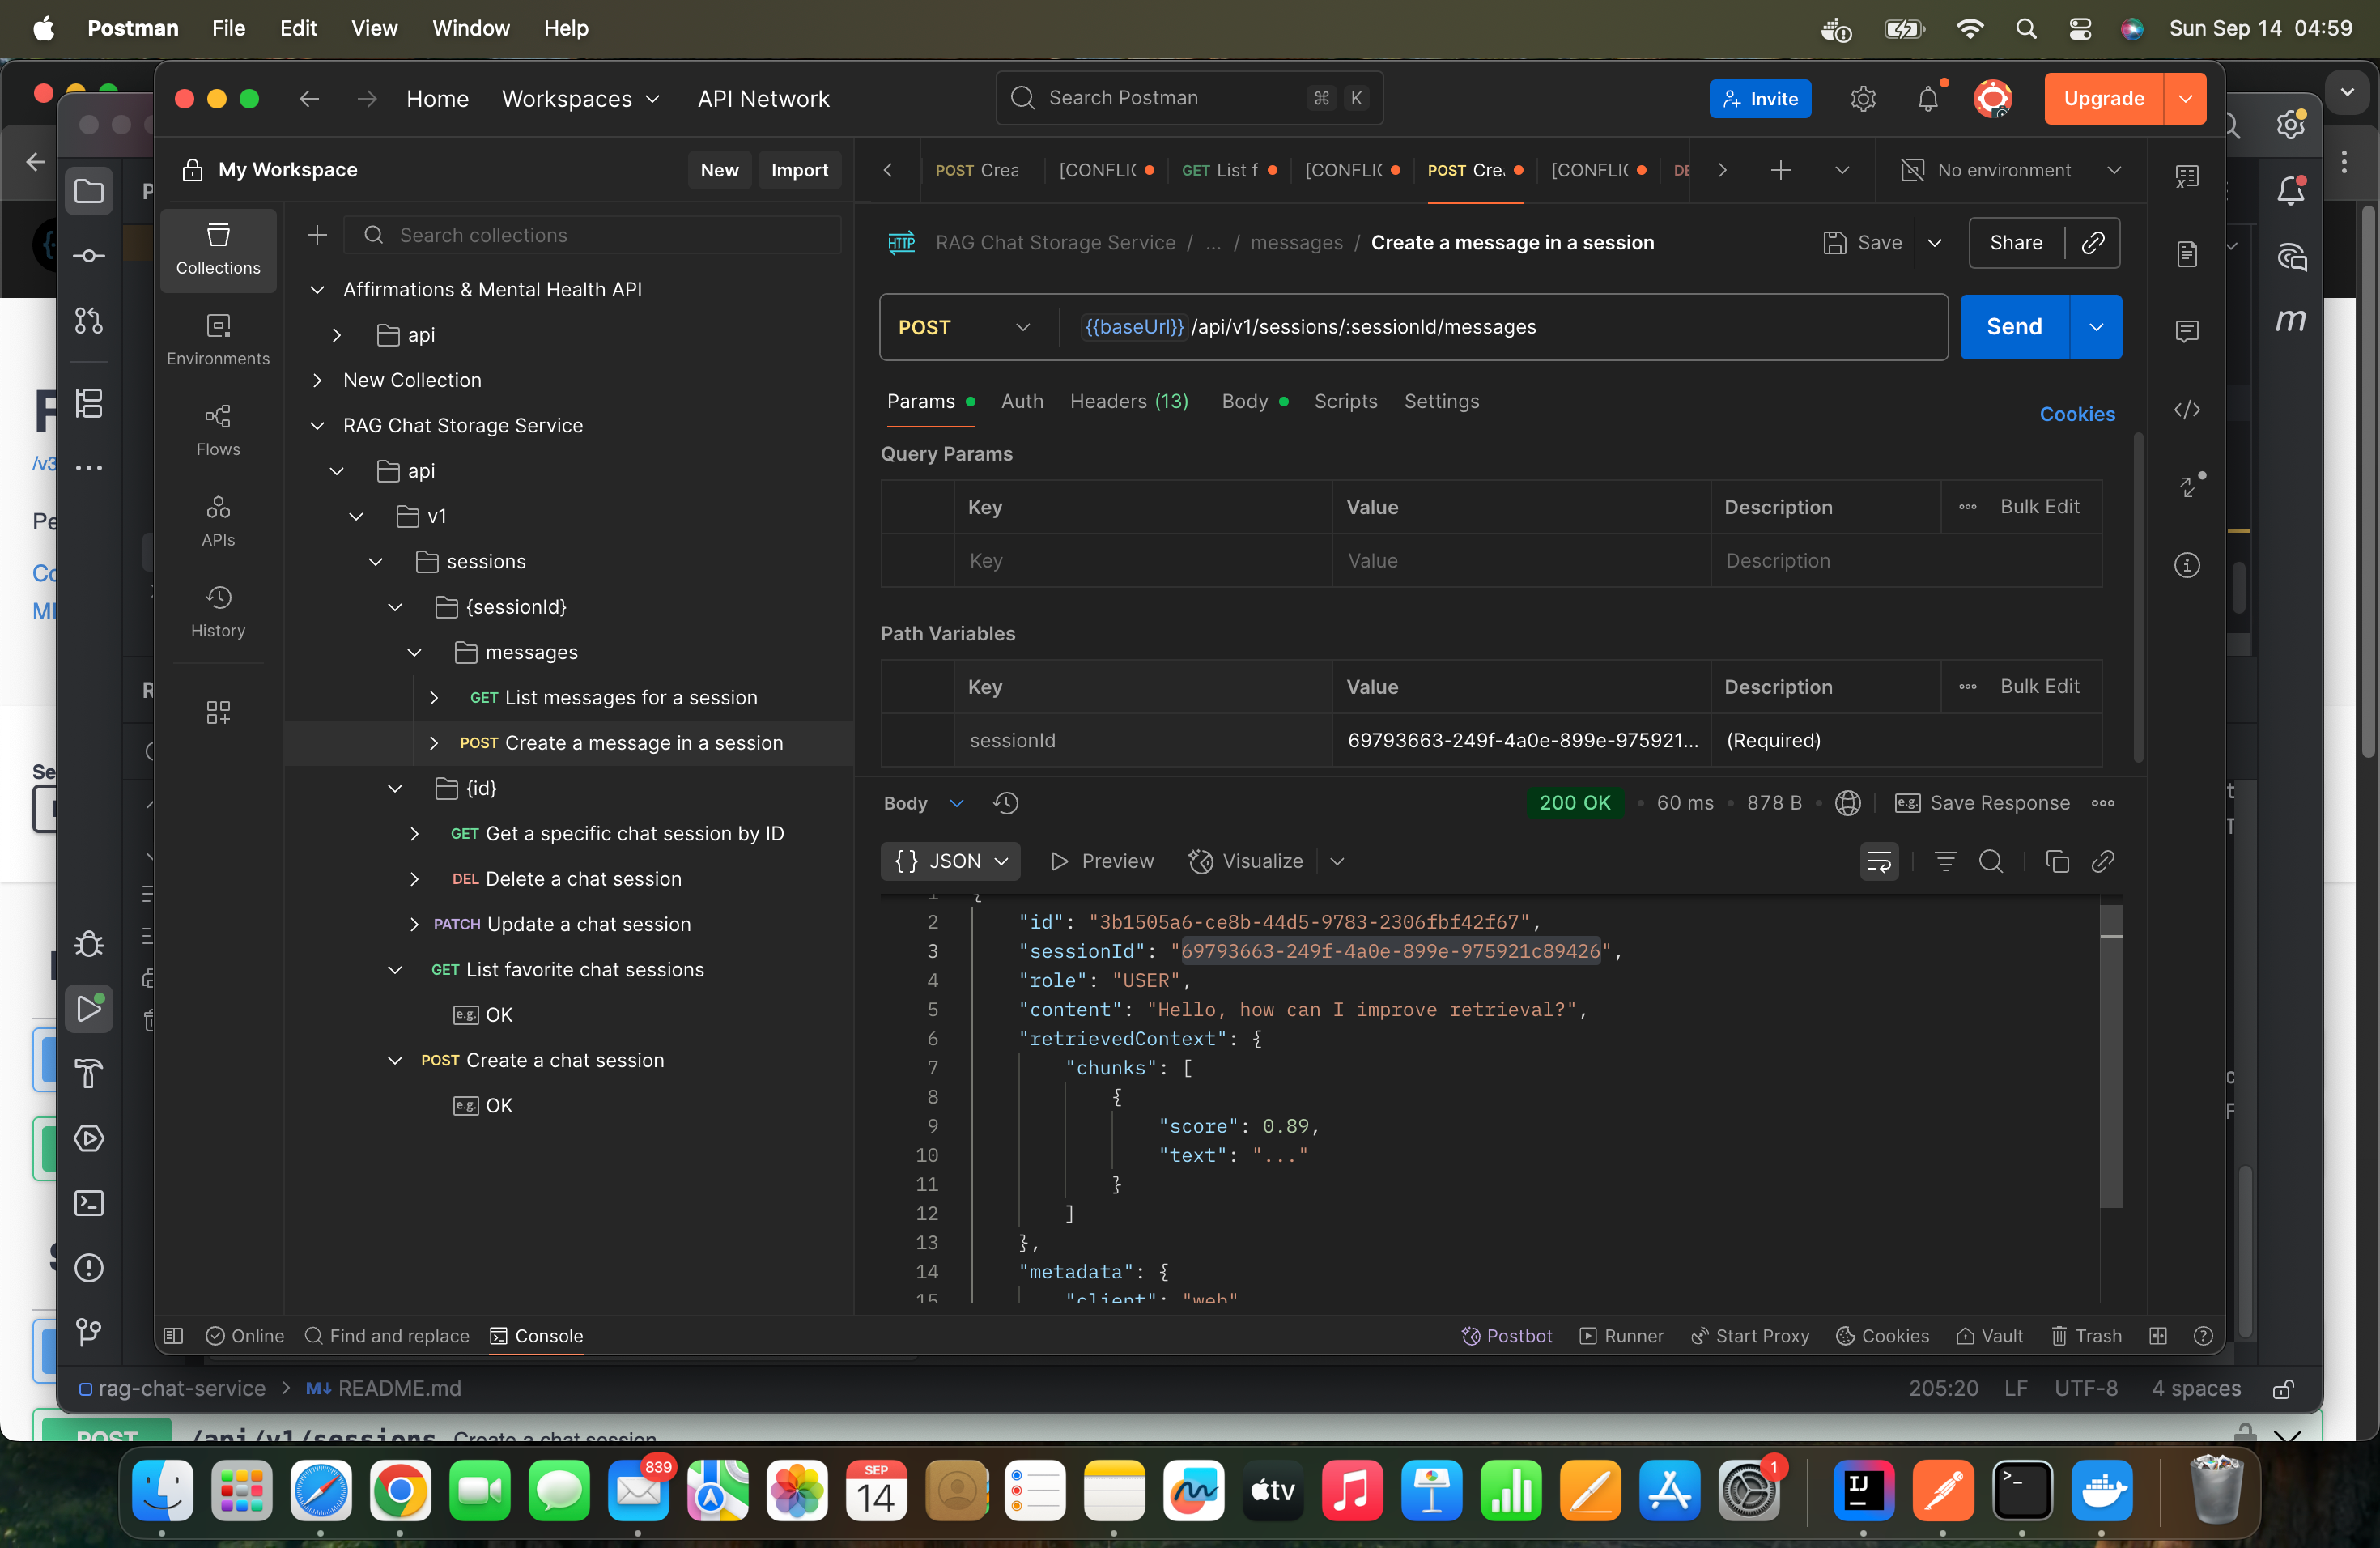 Postman File Edit View Window Help Sun Sep 14 04:59
Home Workspaces API Network Search Postman ⌘ K Invite Upgrade
My Workspace New Import
POST Crea [CONFLI GET List f [CONFLI POST Cre. [CONFLI DE No environment
Collections
Environments
Flows
APIs
History
Search collections
Affirmations & Mental Health API
api
New Collection
RAG Chat Storage Service
api
v1
sessions
{sessionId}
messages
GET List messages for a session
POST Create a message in a session
{id}
GET Get a specific chat session by ID
DEL Delete a chat session
PATCH Update a chat session
GET List favorite chat sessions
e.g. OK
POST Create a chat session
e.g. OK
HTTP RAG Chat Storage Service / ... / messages / Create a message in a session Save Share
POST {{baseUrl}} /api/v1/sessions/:sessionId/messages Send
Params Auth Headers (13) Body Scripts Settings Cookies
Query Params
Key Value Description Bulk Edit
Key Value Description
Path Variables
Key Value Description Bulk Edit
sessionId 69793663-249f-4a0e-899e-975921... (Required)
Body 200 OK 60 ms 878 B e.g. Save Response
{} JSON Preview Visualize
1 {
2 "id": "3b1505a6-ce8b-44d5-9783-2306fbf42f67",
3 "sessionId": "69793663-249f-4a0e-899e-975921c89426",
4 "role": "USER",
5 "content": "Hello, how can I improve retrieval?",
6 "retrievedContext": {
7 "chunks": [
8 {
9 "score": 0.89,
10 "text": "..."
11 }
12 ]
13 },
14 "metadata": {
15 "client": "web"
Online Find and replace Console Postbot Runner Start Proxy Cookies Vault Trash
rag-chat-service > M↓ README.md 205:20 LF UTF-8 4 spaces
POST /api/v1/sessions Create a chat session
839
SEP
14
tv
1
IJ